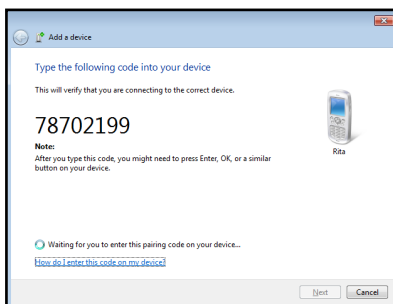 Add a device
Type the following code into your device
This will verify that you are connecting to the correct device.
78702199
Rita
Note:
After you type this code, you might need to press Enter, OK, or a similar
button on your device.
Waiting for you to enter this pairing code on your device...
How do I enter this code on my device?
Next
Cancel